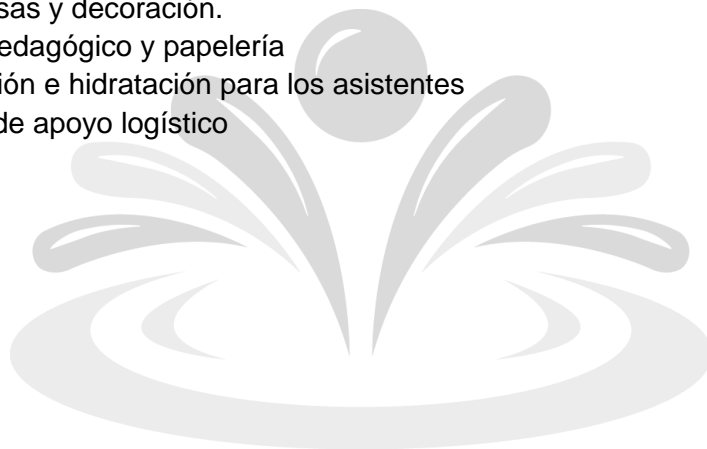 sas y decoración.
edagógico y papelería
ión e hidratación para los asistentes
de apoyo logístico